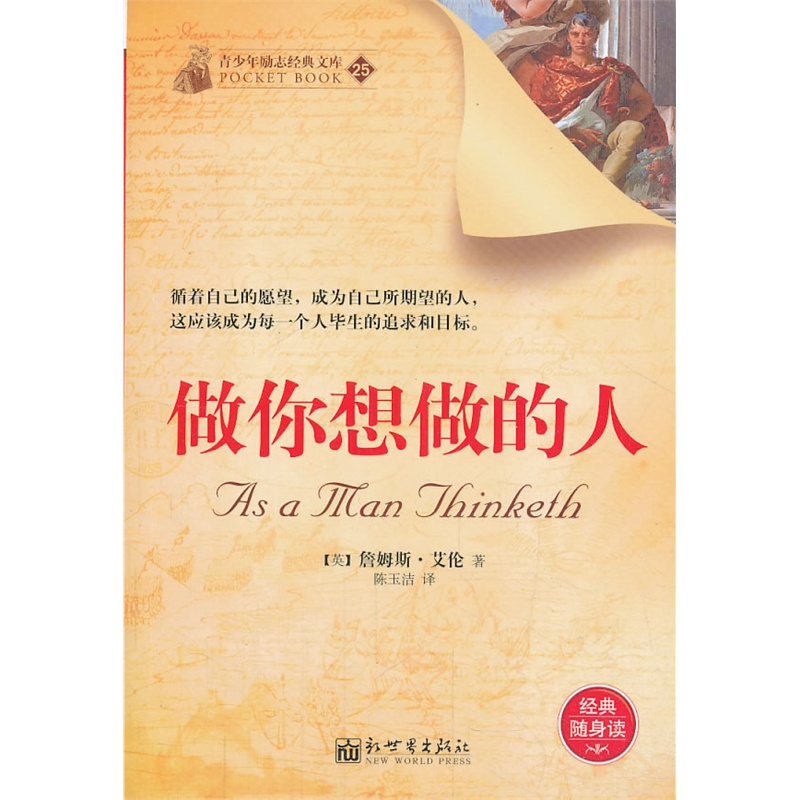 青少年励志经典文库
POCKET BOOK 25
循着自己的愿望，成为自己所期望的人，
这应该成为每一个人毕生的追求和目标。
做你想做的人
As a Man Thinketh
【英】詹姆斯·艾伦 著
陈玉洁 译
经典
随身读
新世界出版社
NEW WORLD PRESS